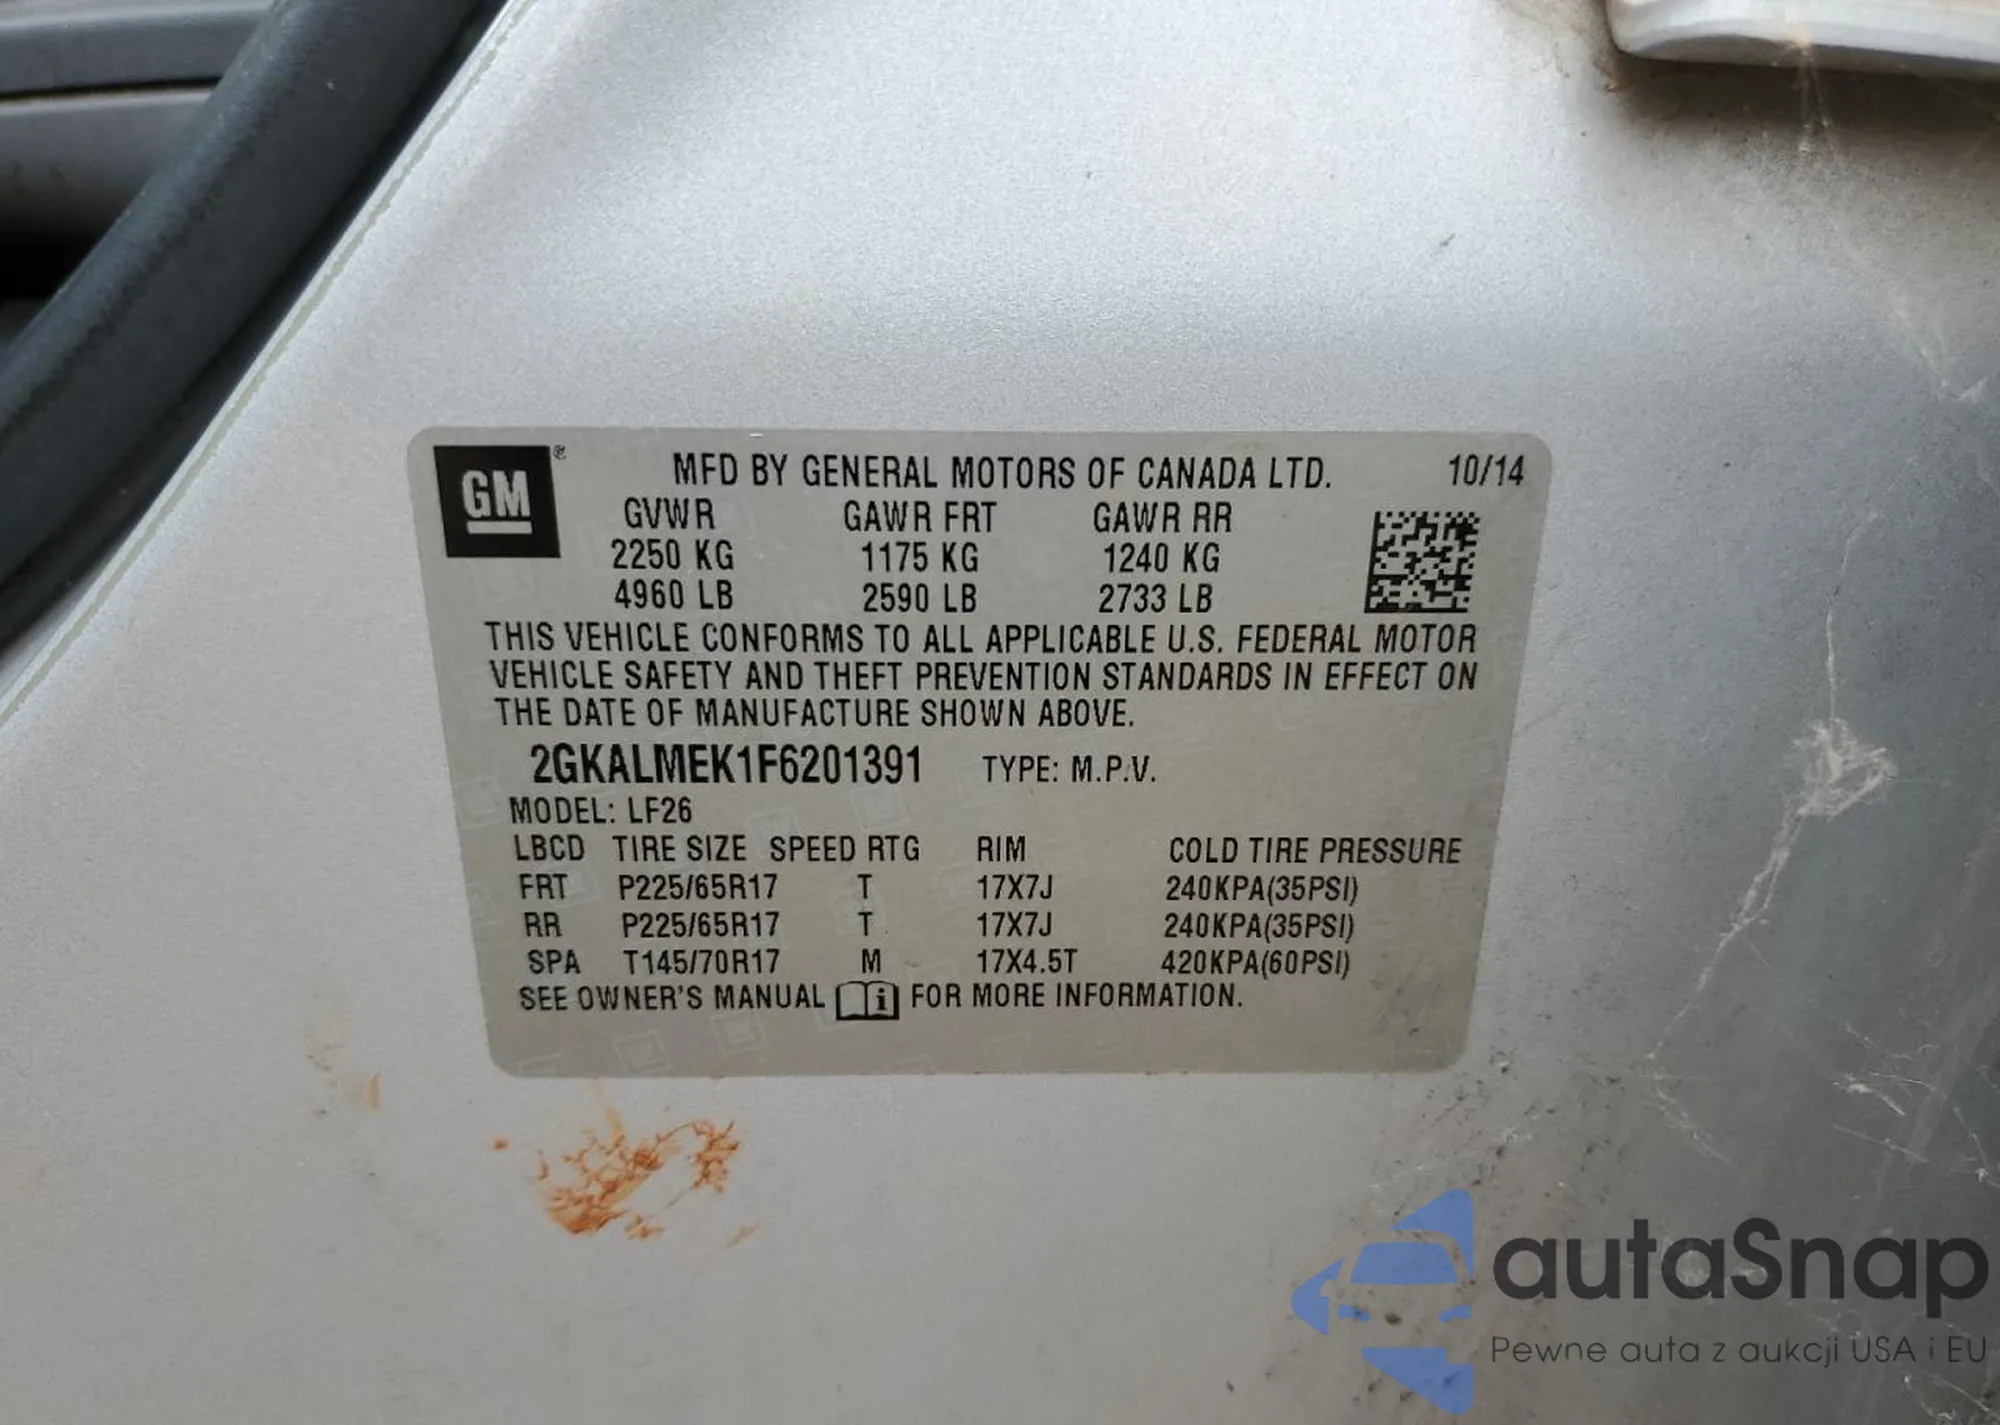 GM®
MFD BY GENERAL MOTORS OF CANADA LTD. 10/14
GVWR GAWR FRT GAWR RR
2250 KG 1175 KG 1240 KG
4960 LB 2590 LB 2733 LB
THIS VEHICLE CONFORMS TO ALL APPLICABLE U.S. FEDERAL MOTOR
VEHICLE SAFETY AND THEFT PREVENTION STANDARDS IN EFFECT ON
THE DATE OF MANUFACTURE SHOWN ABOVE.
2GKALMEK1F6201391 TYPE: M.P.V.
MODEL: LF26
LBCD TIRE SIZE SPEED RTG RIM COLD TIRE PRESSURE
FRT P225/65R17 T 17X7J 240KPA(35PSI)
RR P225/65R17 T 17X7J 240KPA(35PSI)
SPA T145/70R17 M 17X4.5T 420KPA(60PSI)
SEE OWNER'S MANUAL i FOR MORE INFORMATION.
autaSnap
Pewne auta z aukcji USA i EU